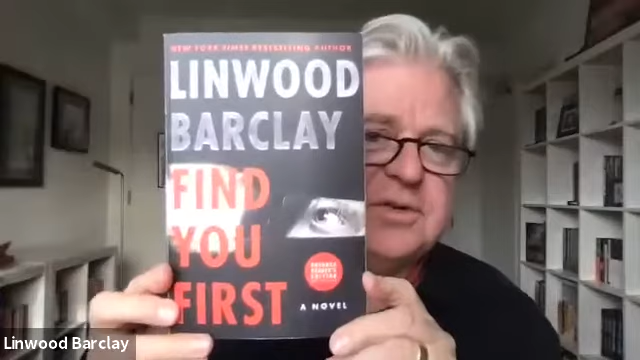 NEW YORK TIMES BESTSELLING AUTHOR
LINWOOD
BARCLAY
FIND
YOU
FIRST
ADVANCE
READER'S
EDITION
A NOVEL
Linwood Barclay